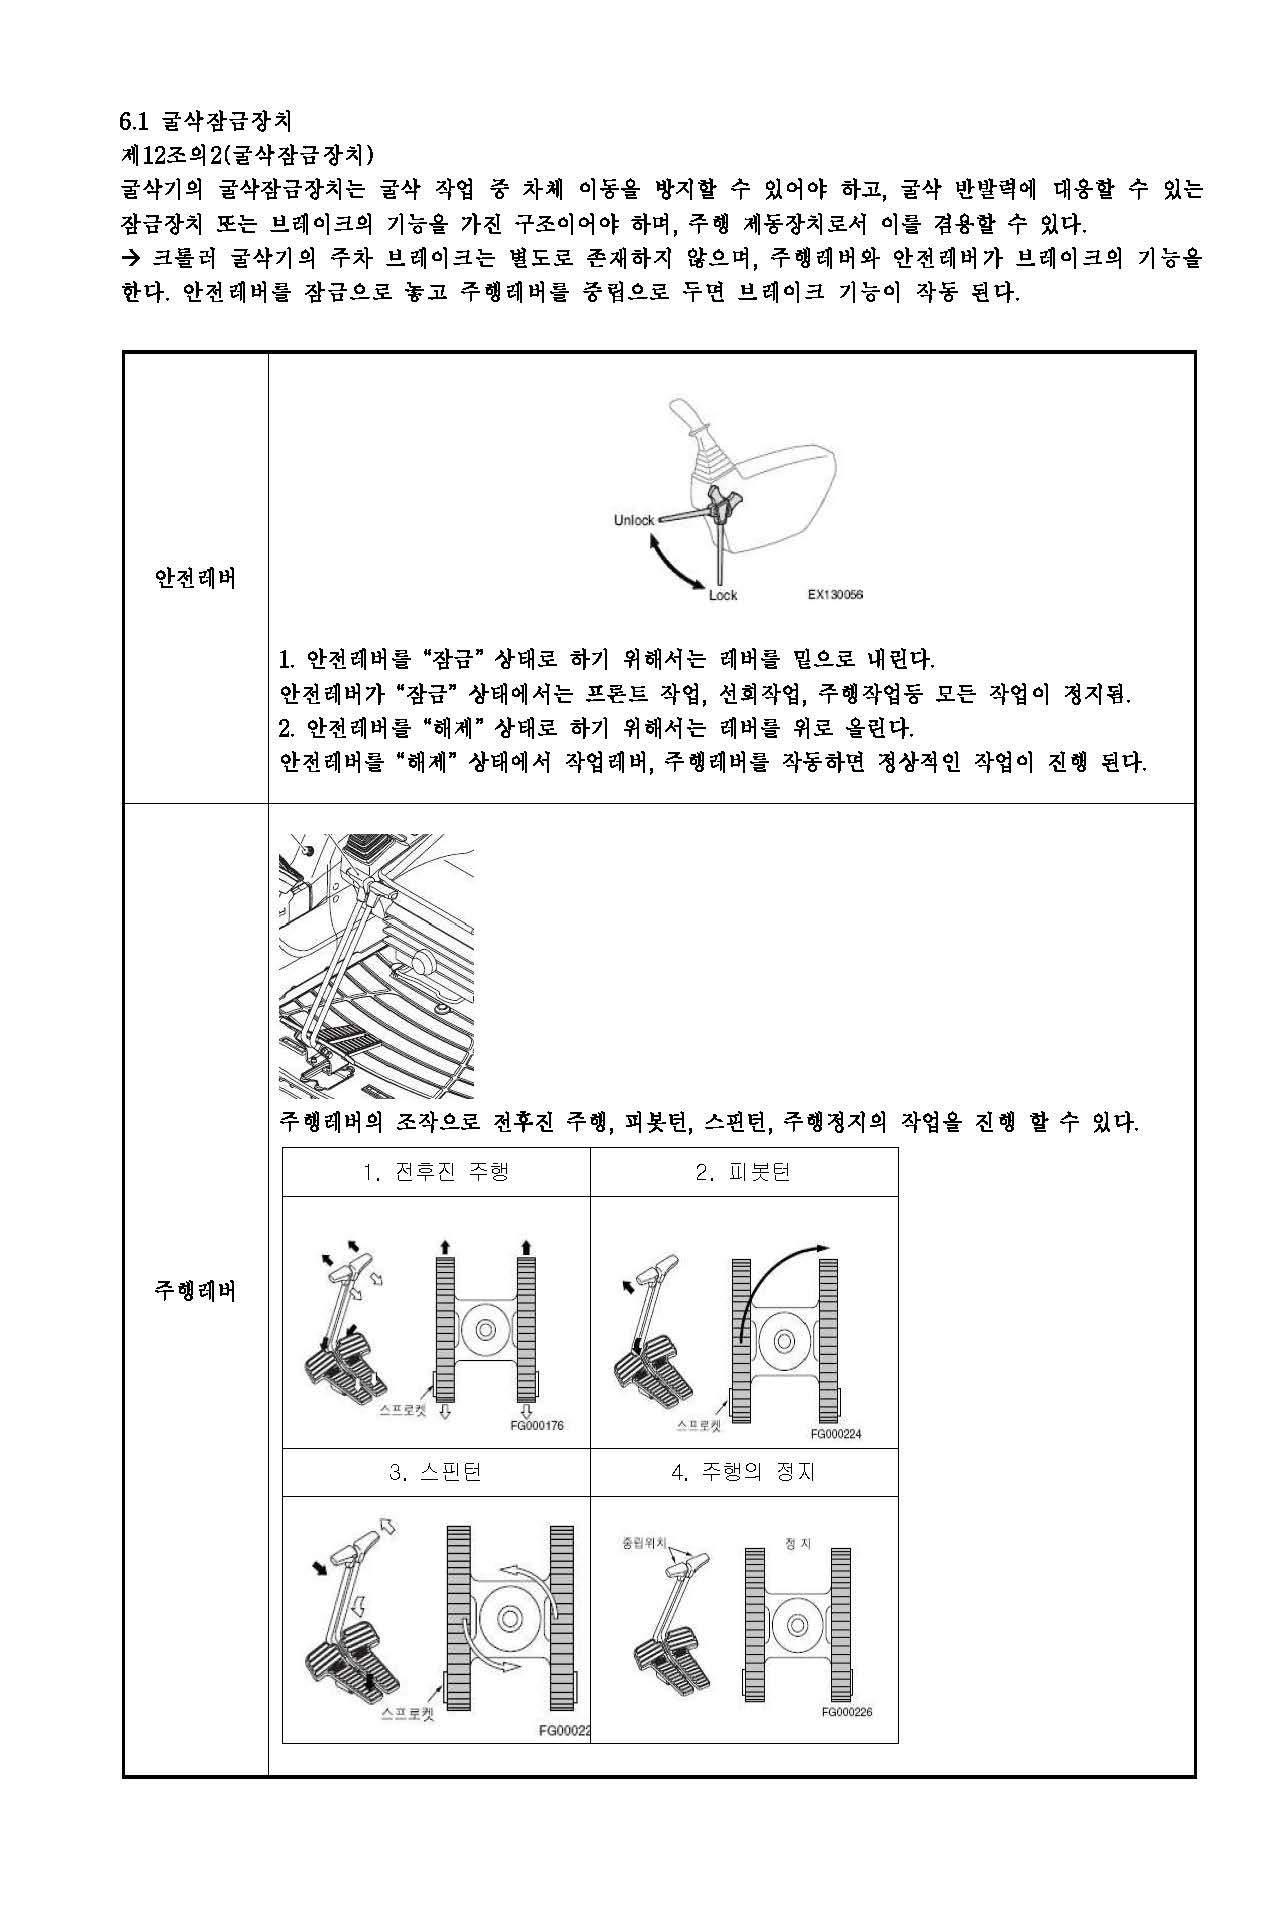 6.1 굴삭잠금장치
제12조의2(굴삭잠금장치)
굴삭기의 굴삭잠금장치는 굴삭 작업 중 차체 이동을 방지할 수 있어야 하고, 굴삭 반발력에 대응할 수 있는
잠금장치 또는 브레이크의 기능을 가진 구조이어야 하며, 주행 제동장치로서 이를 겸용할 수 있다.
→ 크롤러 굴삭기의 주차 브레이크는 별도로 존재하지 않으며, 주행레버와 안전레버가 브레이크의 기능을
한다. 안전레버를 잠금으로 놓고 주행레버를 중립으로 두면 브레이크 기능이 작동 된다.
안전레버
Unlock
Lock
EX130056
1. 안전레버를 “잠금” 상태로 하기 위해서는 레버를 밑으로 내린다.
안전레버가 “잠금” 상태에서는 프론트 작업, 선회작업, 주행작업등 모든 작업이 정지됨.
2. 안전레버를 “해제” 상태로 하기 위해서는 레버를 위로 올린다.
안전레버를 “해제” 상태에서 작업레버, 주행레버를 작동하면 정상적인 작업이 진행 된다.
주행레버
주행레버의 조작으로 전후진 주행, 피봇턴, 스핀턴, 주행정지의 작업을 진행 할 수 있다.
1. 전후진 주행
2. 피봇턴
스프로켓
FG000176
스프로켓
FG000224
3. 스핀턴
4. 주행의 정지
스프로켓
FG00022
중립위치
정 지
FG000226